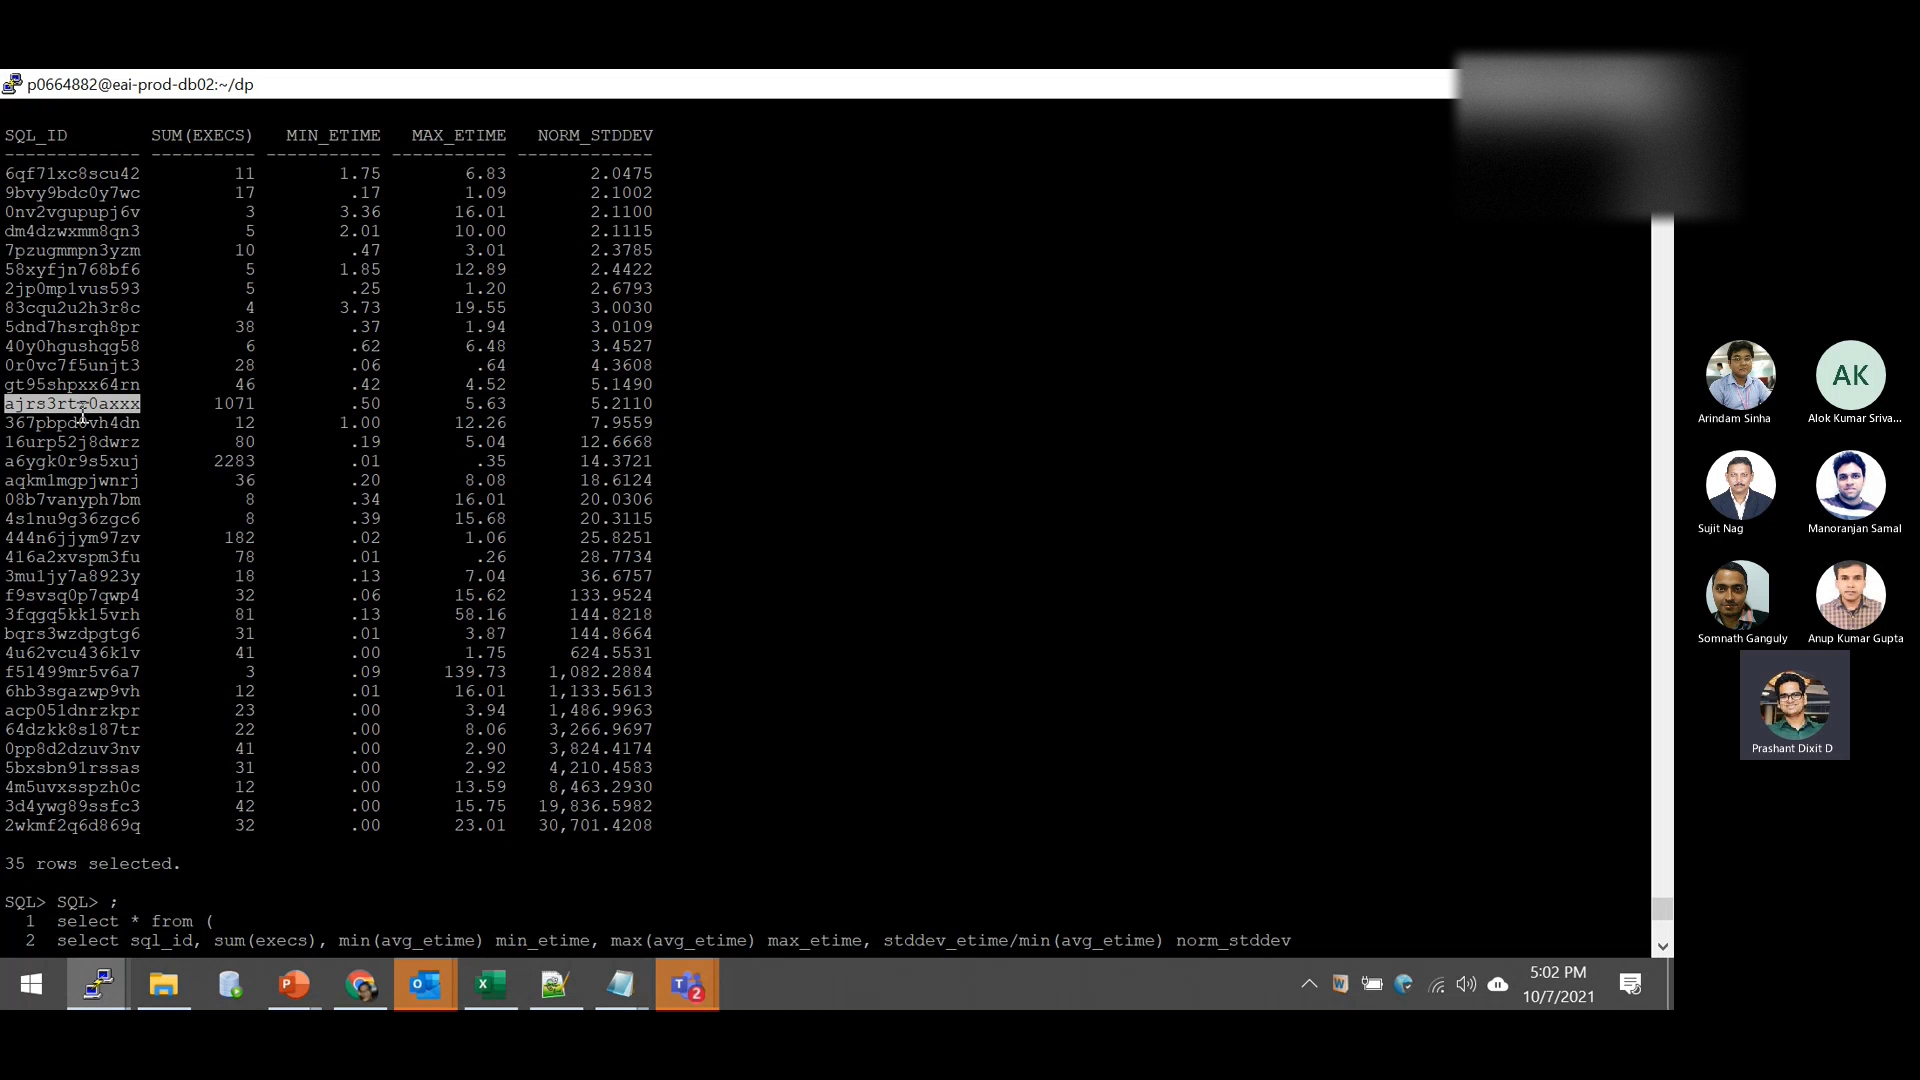 p0664882@eai-prod-db02:~/dp
SQL_ID SUM(EXECS) MIN_ETIME MAX_ETIME NORM_STDDEV
------------- ---------- ----------- ----------- -------------
6qf71xc8scu42 11 1.75 6.83 2.0475
9bvy9bdc0y7wc 17 .17 1.09 2.1002
0nv2vgupupj6v 3 3.36 16.01 2.1100
dm4dzwxmm8qn3 5 2.01 10.00 2.1115
7pzugmmpn3yzm 10 .47 3.01 2.3785
58xyfjn768bf6 5 1.85 12.89 2.4422
2jp0mp1vus593 5 .25 1.20 2.6793
83cqu2u2h3r8c 4 3.73 19.55 3.0030
5dnd7hsrqh8pr 38 .37 1.94 3.0109
40y0hgushqg58 6 .62 6.48 3.4527
0r0vc7f5unjt3 28 .06 .64 4.3608
gt95shpxx64rn 46 .42 4.52 5.1490
1071 .50 5.63 5.2110
12 1.00 12.26 7.9559
16urp52j8dwrz 80 .19 5.04 12.6668
a6ygk0r9s5xuj 2283 .01 .35 14.3721
aqkm1mgpjwnrj 36 .20 8.08 18.6124
08b7vanyph7bm 8 .34 16.01 20.0306
4s1nu9g36zgc6 8 .39 15.68 20.3115
444n6jjym97zv 182 .02 1.06 25.8251
416a2xvspm3fu 78 .01 .26 28.7734
3mu1jy7a8923y 18 .13 7.04 36.6757
f9svsq0p7qwp4 32 .06 15.62 133.9524
3fqgq5kk15vrh 81 .13 58.16 144.8218
bqrs3wzdpgtg6 31 .01 3.87 144.8664
4u62vcu436k1v 41 .00 1.75 624.5531
f51499mr5v6a7 3 .09 139.73 1,082.2884
6hb3sgazwp9vh 12 .01 16.01 1,133.5613
acp051dnrzkpr 23 .00 3.94 1,486.9963
64dzkk8s187tr 22 .00 8.06 3,266.9697
0pp8d2dzuv3nv 41 .00 2.90 3,824.4174
5bxsbn91rssas 31 .00 2.92 4,210.4583
4m5uvxsspzh0c 12 .00 13.59 8,463.2930
3d4ywg89ssfc3 42 .00 15.75 19,836.5982
2wkmf2q6d869q 32 .00 23.01 30,701.4208
35 rows selected.
SQL> SQL> ;
1 select * from (
2 select sql_id, sum(execs), min(avg_etime) min_etime, max(avg_etime) max_etime, stddev_etime/min(avg_etime) norm_stddev
AK
Arindam Sinha
Alok Kumar Sriva...
Sujit Nag
Manoranjan Samal
Somnath Ganguly
Anup Kumar Gupta
Prashant Dixit D
P
O
X
T
2
W
5:02 PM
10/7/2021